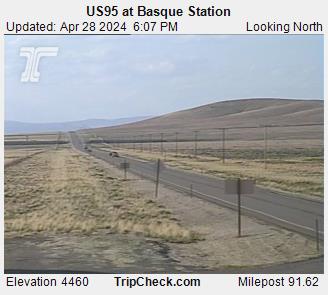 US95 at Basque Station
Updated: Apr 28 2024 6:07 PM Looking North
Elevation 4460 TripCheck.com Milepost 91.62